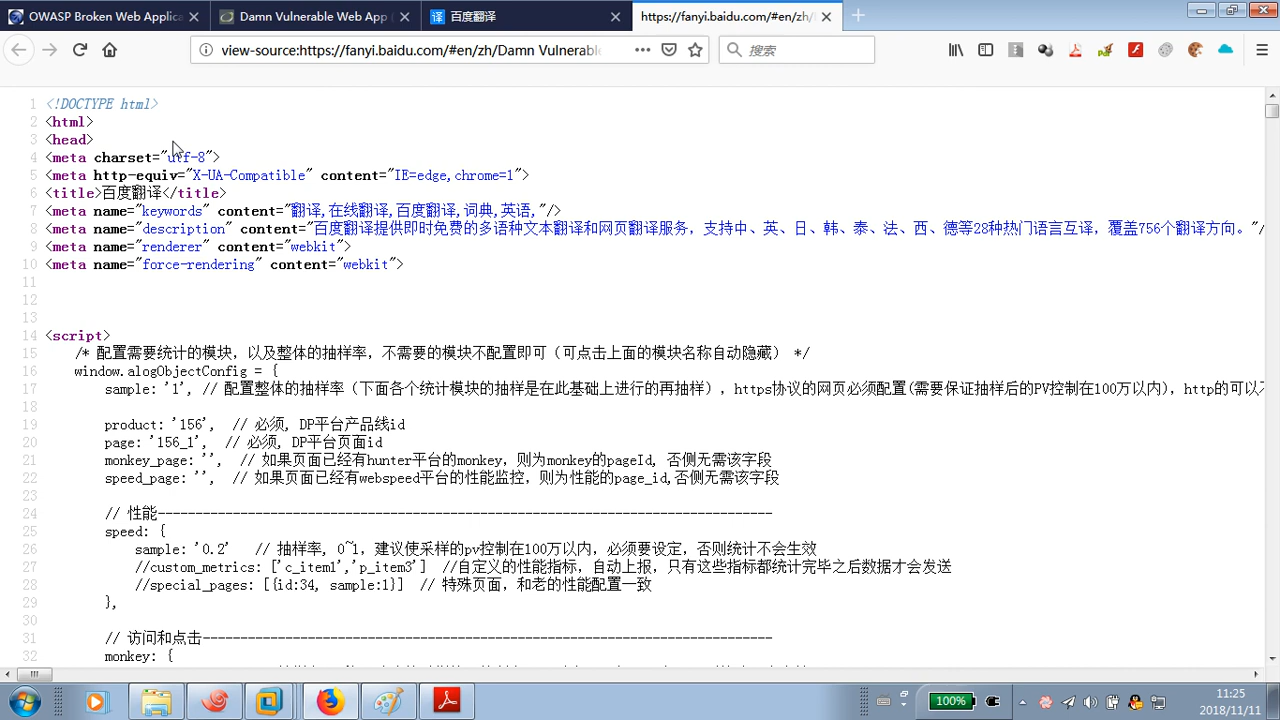 OWASP Broken Web Applica
Damn Vulnerable Web App (
译 百度翻译
https://fanyi.baidu.com/#en/zh/
view-source:https://fanyi.baidu.com/#en/zh/Damn Vulnerable
搜索
1 <!DOCTYPE html>
2 <html>
3 <head>
4 <meta charset="utf-8">
5 <meta http-equiv="X-UA-Compatible" content="IE=edge,chrome=1">
6 <title>百度翻译</title>
7 <meta name="keywords" content="翻译,在线翻译,百度翻译,词典,英语,"/>
8 <meta name="description" content="百度翻译提供即时免费的多语种文本翻译和网页翻译服务，支持中、英、日、韩、泰、法、西、德等28种热门语言互译，覆盖756个翻译方向。"/
9 <meta name="renderer" content="webkit">
10 <meta name="force-rendering" content="webkit">
11
12
13
14 <script>
15 /* 配置需要统计的模块，以及整体的抽样率，不需要的模块不配置即可（可点击上面的模块名称自动隐藏） */
16 window.alogObjectConfig = {
17 sample: '1', // 配置整体的抽样率（下面各个统计模块的抽样是在此基础上进行的再抽样），https协议的网页必须配置(需要保证抽样后的PV控制在100万以内)，http的可以
18
19 product: '156', // 必须, DP平台产品线id
20 page: '156_1', // 必须, DP平台页面id
21 monkey_page: '', // 如果页面已经有hunter平台的monkey，则为monkey的pageId, 否侧无需该字段
22 speed_page: '', // 如果页面已经有webspeed平台的性能监控，则为性能的page_id,否侧无需该字段
23
24 // 性能----------------------------------------------------------------------------------
25 speed: {
26 sample: '0.2' // 抽样率, 0~1，建议使采样的pv控制在100万以内，必须要设定，否则统计不会生效
27 //custom_metrics: ['c_item1','p_item3'] //自定义的性能指标，自动上报，只有这些指标都统计完毕之后数据才会发送
28 //special_pages: [{id:34, sample:1}] // 特殊页面，和老的性能配置一致
29 },
30
31 // 访问和点击----------------------------------------------------------------------------
32 monkey: {
100%
11:25
2018/11/11